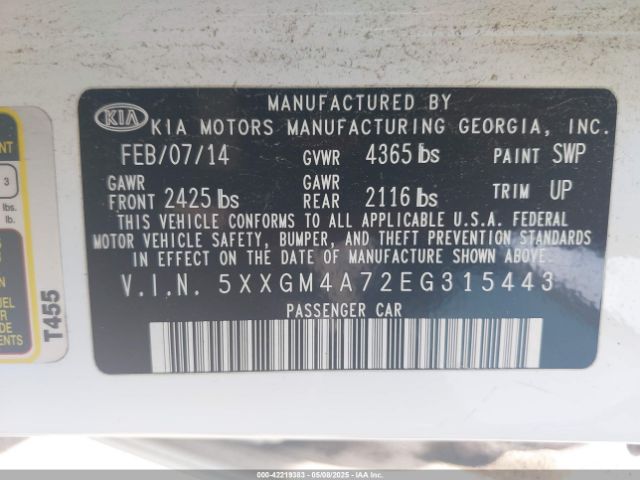 MANUFACTURED BY
KIA KIA MOTORS MANUFACTURING GEORGIA, INC.
FEB/07/14 GVWR 4365 lbs PAINT SWP
GAWR FRONT 2425 lbs GAWR REAR 2116 lbs TRIM UP
THIS VEHICLE CONFORMS TO ALL APPLICABLE U.S.A. FEDERAL
MOTOR VEHICLE SAFETY, BUMPER, AND THEFT PREVENTION STANDARDS
IN EFFECT ON THE DATE OF MANUFACTURE SHOWN ABOVE.
V.I.N. 5XXGM4A72EG315443
PASSENGER CAR
3
lbs.
lb.
T455
000-42219383 - 05/08/2025 - IAA Inc.